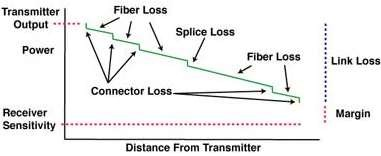 Transmitter
Output
Fiber Loss
Splice Loss
Power
Fiber Loss
Link Loss
Connector Loss
Receiver
Sensitivity
Margin
Distance From Transmitter